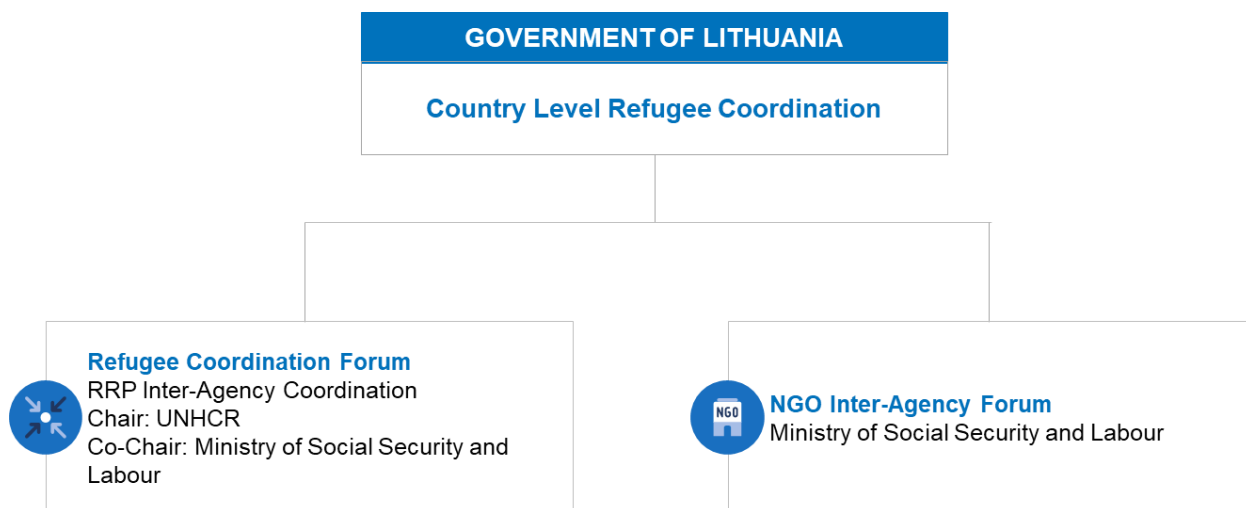 GOVERNMENT OF LITHUANIA
Country Level Refugee Coordination
Refugee Coordination Forum
RRP Inter-Agency Coordination
Chair: UNHCR
Co-Chair: Ministry of Social Security and
Labour
NGO
NGO Inter-Agency Forum
Ministry of Social Security and Labour